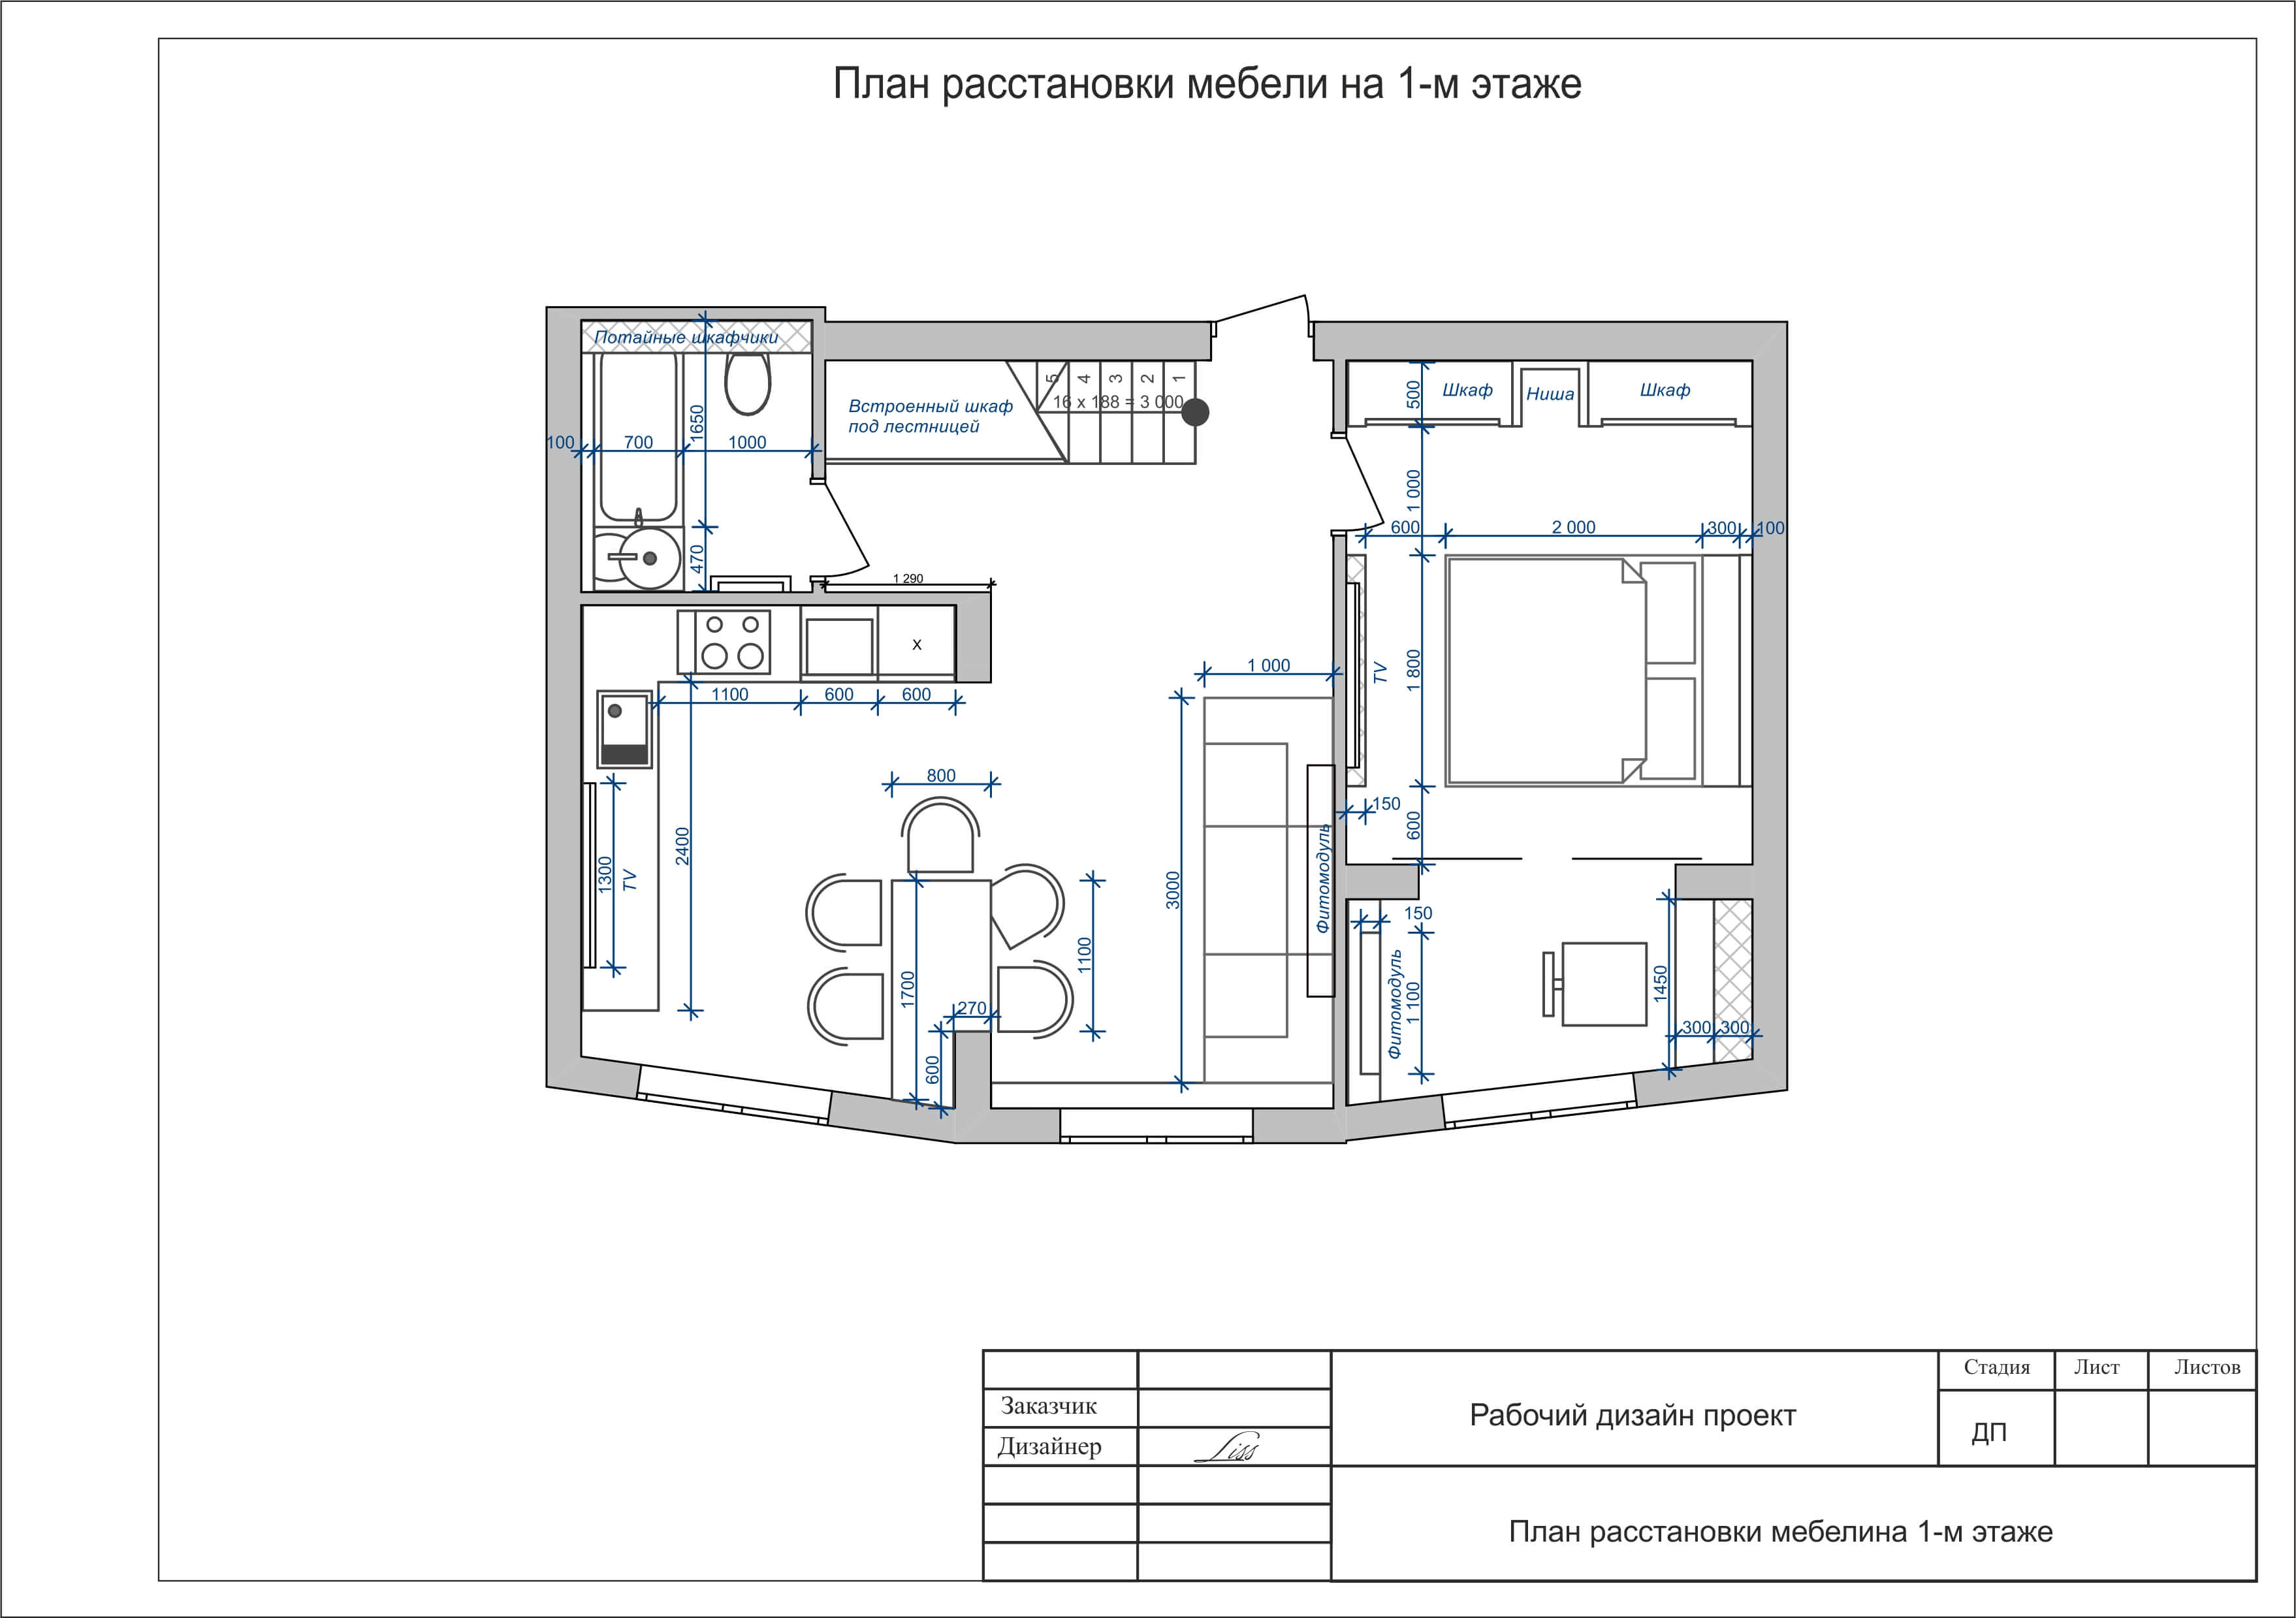 План расстановки мебели на 1-м этаже
Потайные шкафчики
1650
100
700
1000
470
Встроенный шкаф
под лестницей
5
4
3
2
1
16 x 188 = 3 000
1 290
500
Шкаф
Ниша
Шкаф
1 000
600
2 000
300
100
TV
1 800
150
600
x
1100
600
600
2400
1300
TV
800
1700
270
600
1100
1 000
3000
Фитомодуль
150
Фитомодуль
1 100
1450
300
300
Заказчик
Дизайнер
Liss
Рабочий дизайн проект
Стадия
Лист
Листов
ДП
План расстановки мебелина 1-м этаже